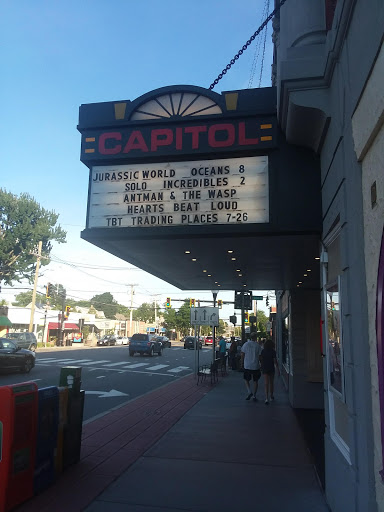 CAPITOL
JURASSIC WORLD OCEANS 8
SOLO INCREDIBLES 2
ANTMAN & THE WASP
HEARTS BEAT LOUD
TBT TRADING PLACES 7-26